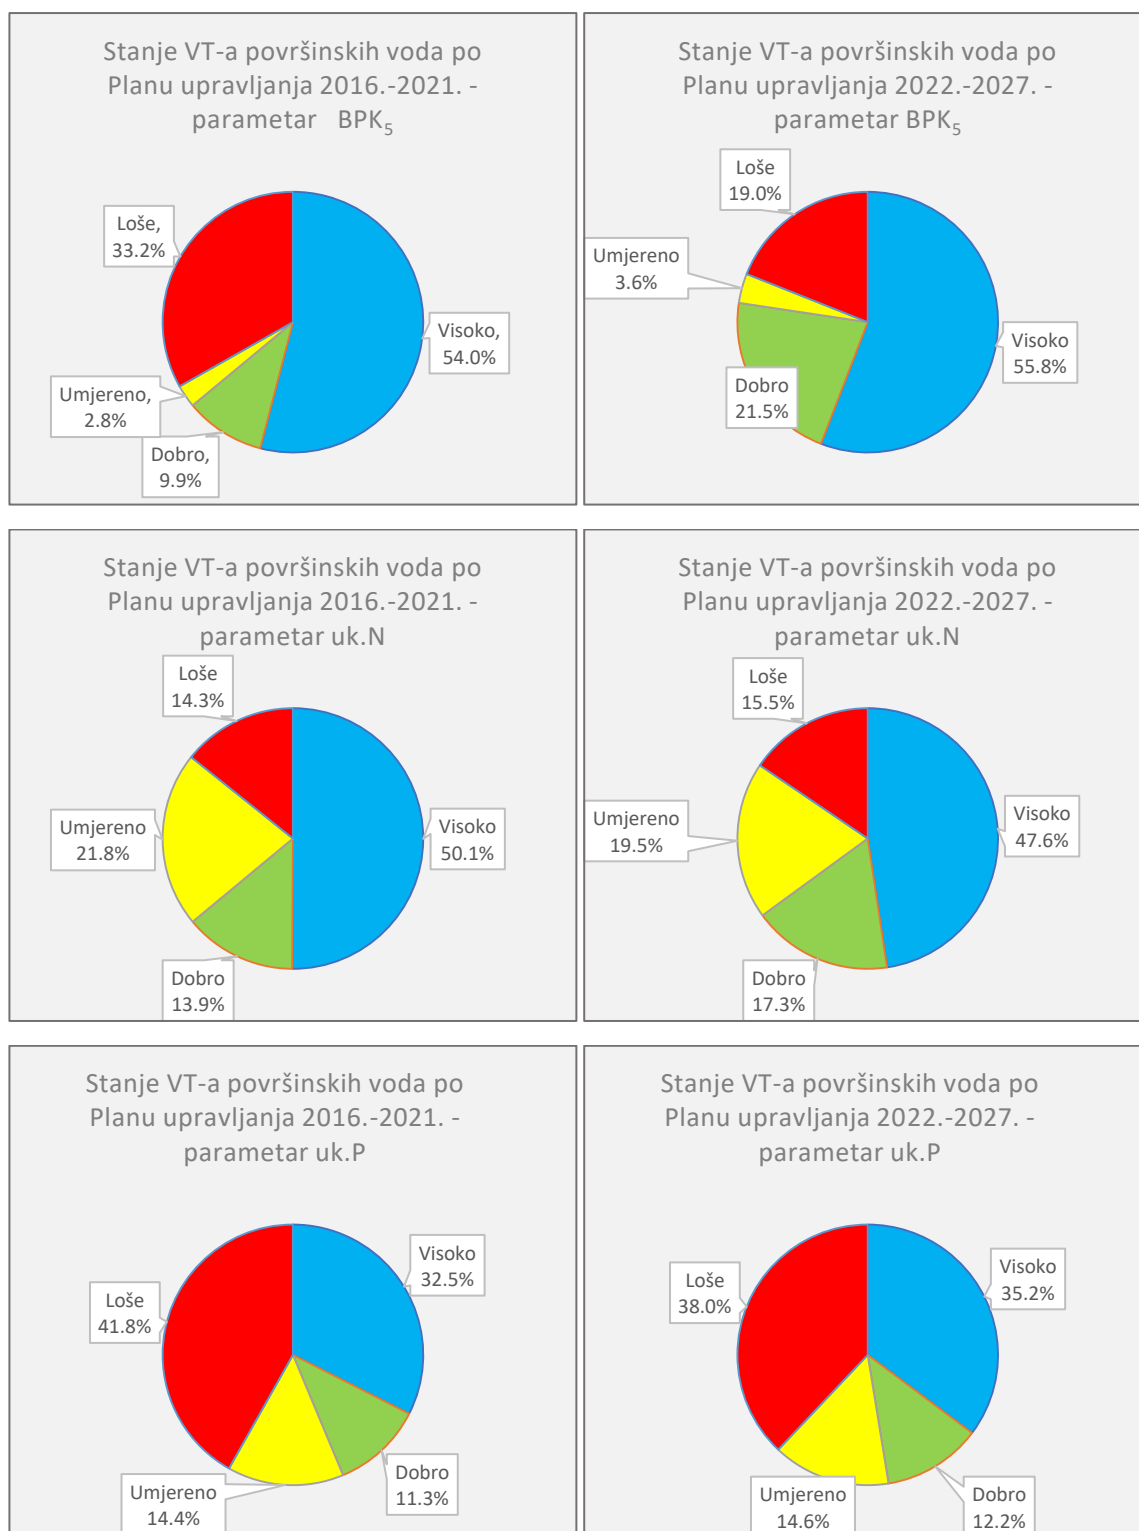 Stanje VT-a površinskih voda po
Planu upravljanja 2016.-2021. -
parametar BPK₅
Loše,
33.2%
Visoko,
54.0%
Umjereno,
2.8%
Dobro,
9.9%
Stanje VT-a površinskih voda po
Planu upravljanja 2022.-2027. -
parametar BPK₅
Loše
19.0%
Umjereno
3.6%
Visoko
55.8%
Dobro
21.5%
Stanje VT-a površinskih voda po
Planu upravljanja 2016.-2021. -
parametar uk.N
Loše
14.3%
Umjereno
21.8%
Visoko
50.1%
Dobro
13.9%
Stanje VT-a površinskih voda po
Planu upravljanja 2022.-2027. -
parametar uk.N
Loše
15.5%
Umjereno
19.5%
Visoko
47.6%
Dobro
17.3%
Stanje VT-a površinskih voda po
Planu upravljanja 2016.-2021. -
parametar uk.P
Visoko
32.5%
Loše
41.8%
Dobro
11.3%
Umjereno
14.4%
Stanje VT-a površinskih voda po
Planu upravljanja 2022.-2027. -
parametar uk.P
Visoko
35.2%
Loše
38.0%
Umjereno
14.6%
Dobro
12.2%